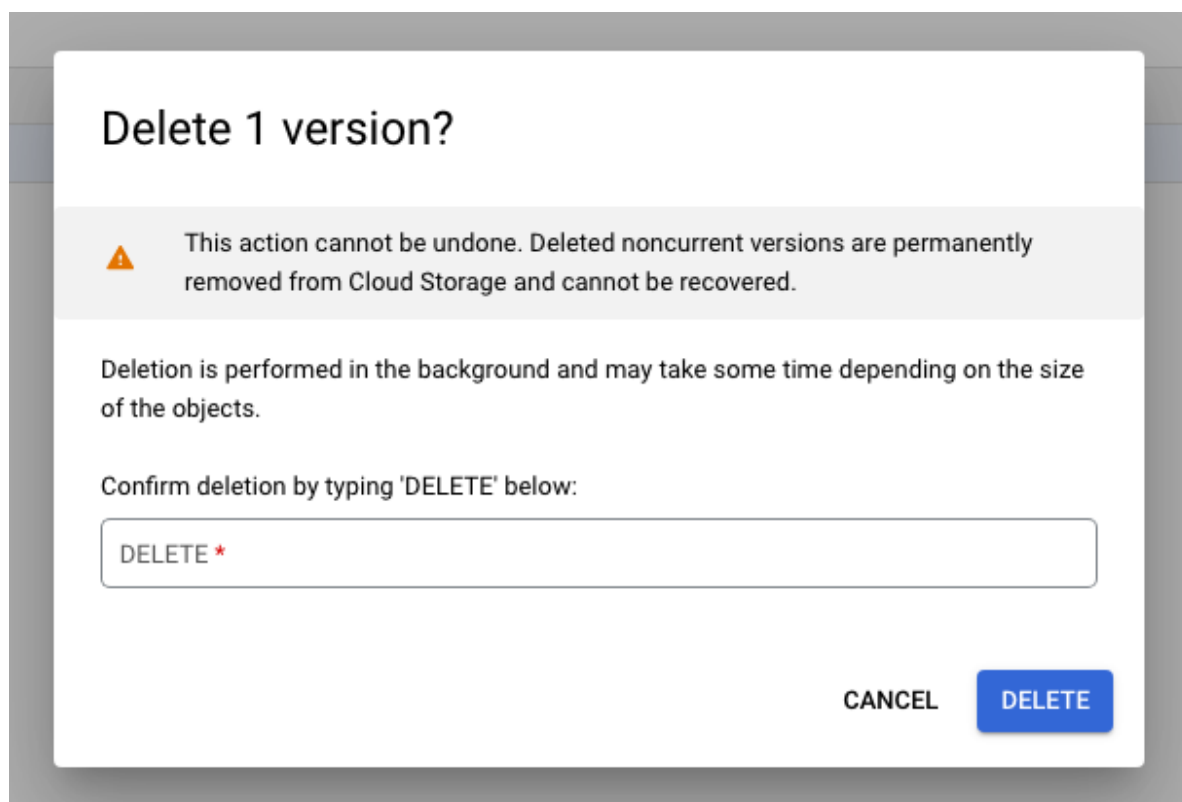 Delete 1 version?
This action cannot be undone. Deleted noncurrent versions are permanently
removed from Cloud Storage and cannot be recovered.
Deletion is performed in the background and may take some time depending on the size
of the objects.
Confirm deletion by typing 'DELETE' below:
DELETE *
CANCEL DELETE